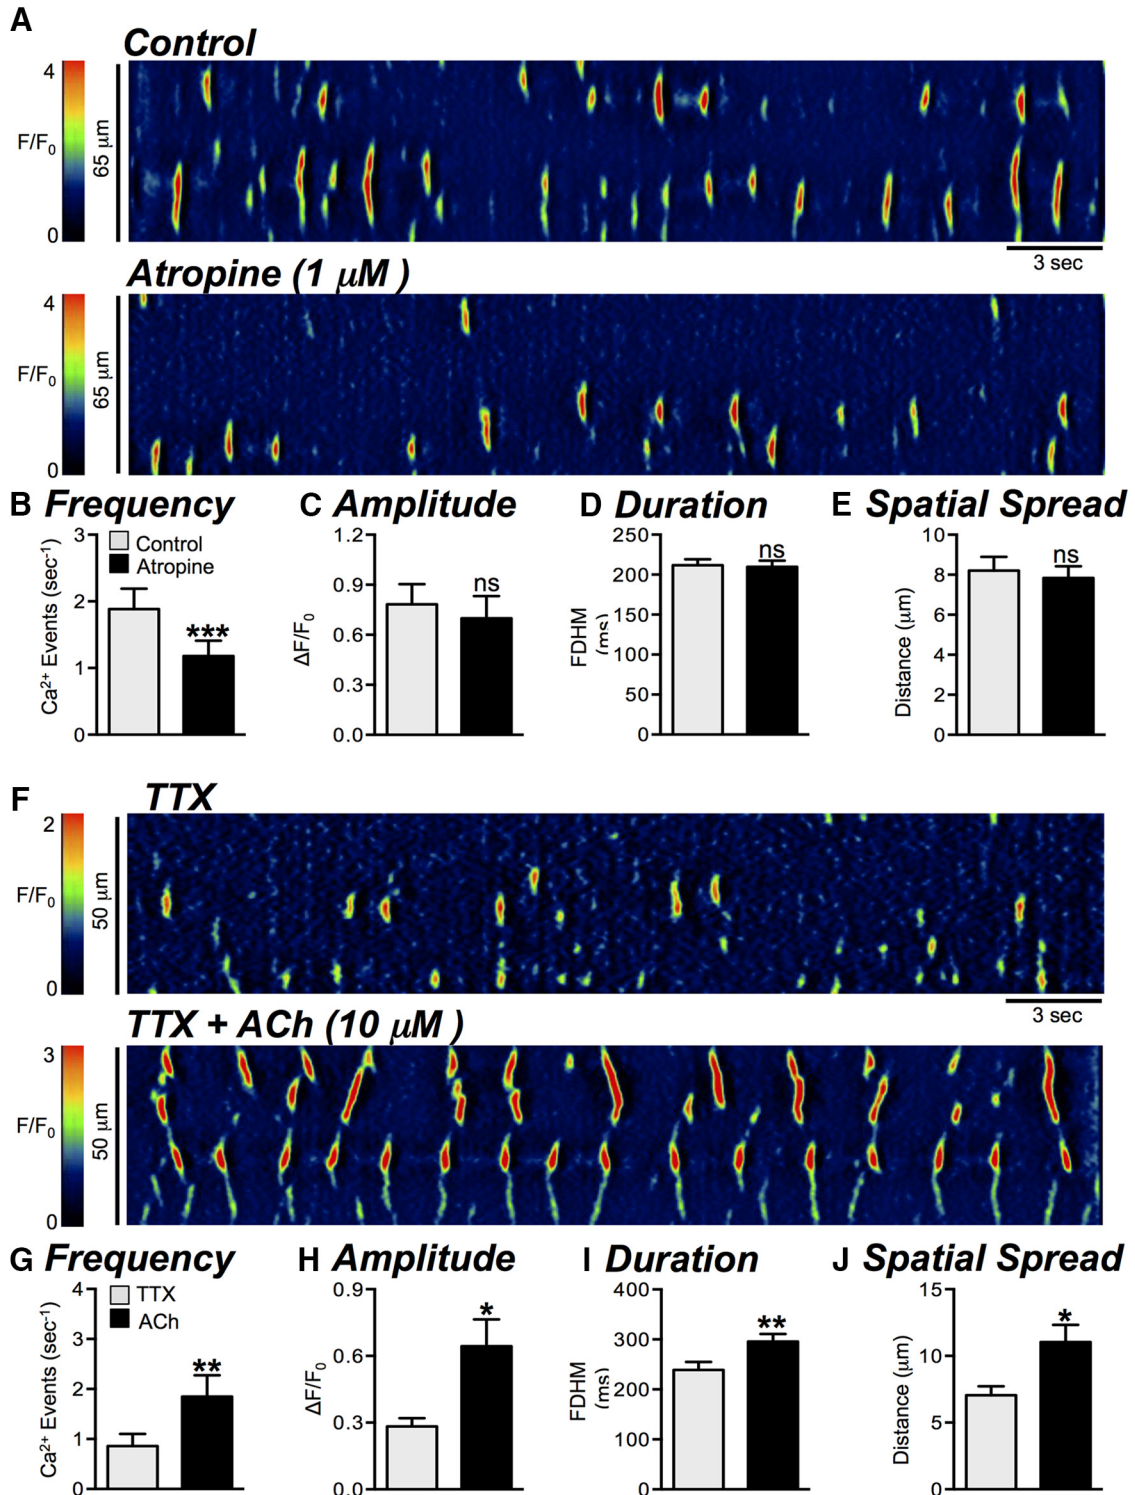 A
Control
4
F/F0
0
65 µm
3 sec
Atropine (1 µM )
4
F/F0
0
65 µm
B Frequency
3
2
1
0
Ca2+ Events (sec-1)
Control
Atropine
***
C Amplitude
1.2
0.9
0.6
0.3
0.0
ΔF/F0
ns
D Duration
250
200
150
100
50
0
FDHM
(ms)
ns
E Spatial Spread
10
8
6
4
2
0
Distance (µm)
ns
F
TTX
2
F/F0
0
50 µm
3 sec
TTX + ACh (10 µM )
3
F/F0
0
50 µm
G Frequency
4
3
2
1
0
Ca2+ Events (sec-1)
TTX
ACh
**
H Amplitude
0.9
0.6
0.3
0.0
ΔF/F0
*
I Duration
400
300
200
100
0
FDHM
(ms)
**
J Spatial Spread
15
10
5
0
Distance (µm)
*